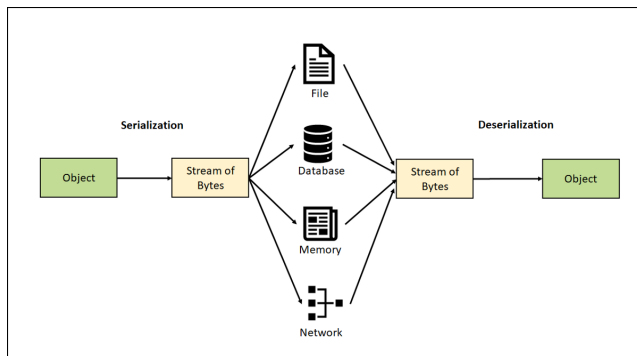 File
Serialization
Deserialization
Database
Object
Stream of
Bytes
Stream of
Bytes
Object
Memory
Network